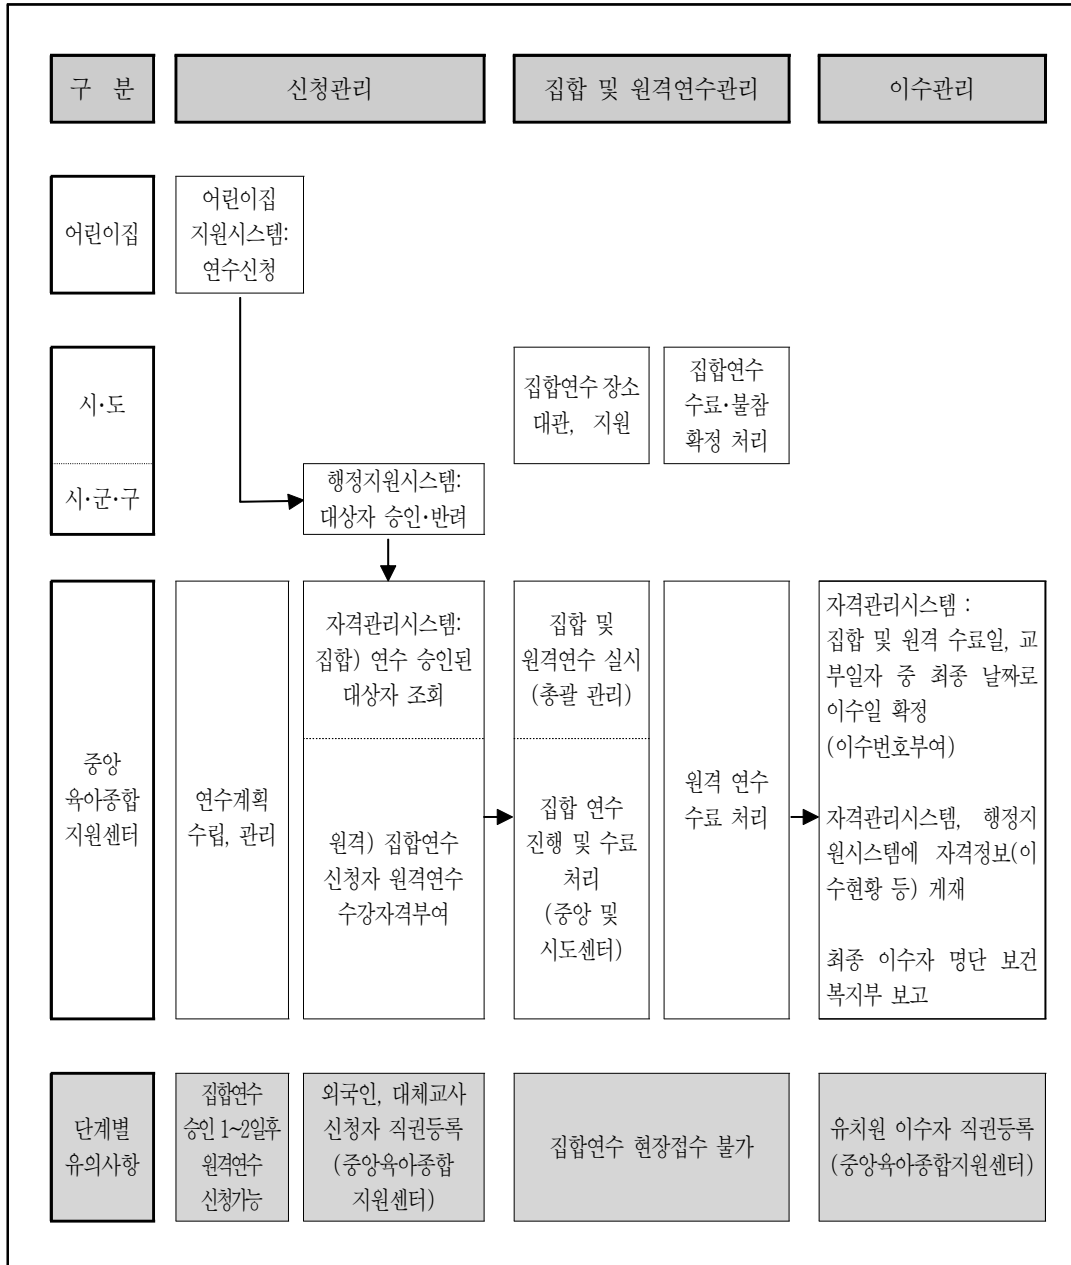 구 분
신청관리
집합 및 원격연수관리
이수관리
어린이집
어린이집
지원시스템:
연수신청
시·도
집합연수 장소
대관, 지원
집합연수
수료·불참
확정 처리
시·군·구
행정지원시스템:
대상자 승인·반려
중앙
육아종합
지원센터
연수계획
수립, 관리
자격관리시스템:
집합) 연수 승인된
대상자 조회
원격) 집합연수
신청자 원격연수
수강자격부여
집합 및
원격연수 실시
(총괄 관리)
집합 연수
진행 및 수료
처리
(중앙 및
시도센터)
원격 연수
수료 처리
자격관리시스템 :
집합 및 원격 수료일, 교
부일자 중 최종 날짜로
이수일 확정
(이수번호부여)
자격관리시스템, 행정지
원시스템에 자격정보(이
수현황 등) 게재
최종 이수자 명단 보건
복지부 보고
단계별
유의사항
집합연수
승인 1~2일후
원격연수
신청가능
외국인, 대체교사
신청자 직권등록
(중앙육아종합
지원센터)
집합연수 현장접수 불가
유치원 이수자 직권등록
(중앙육아종합지원센터)